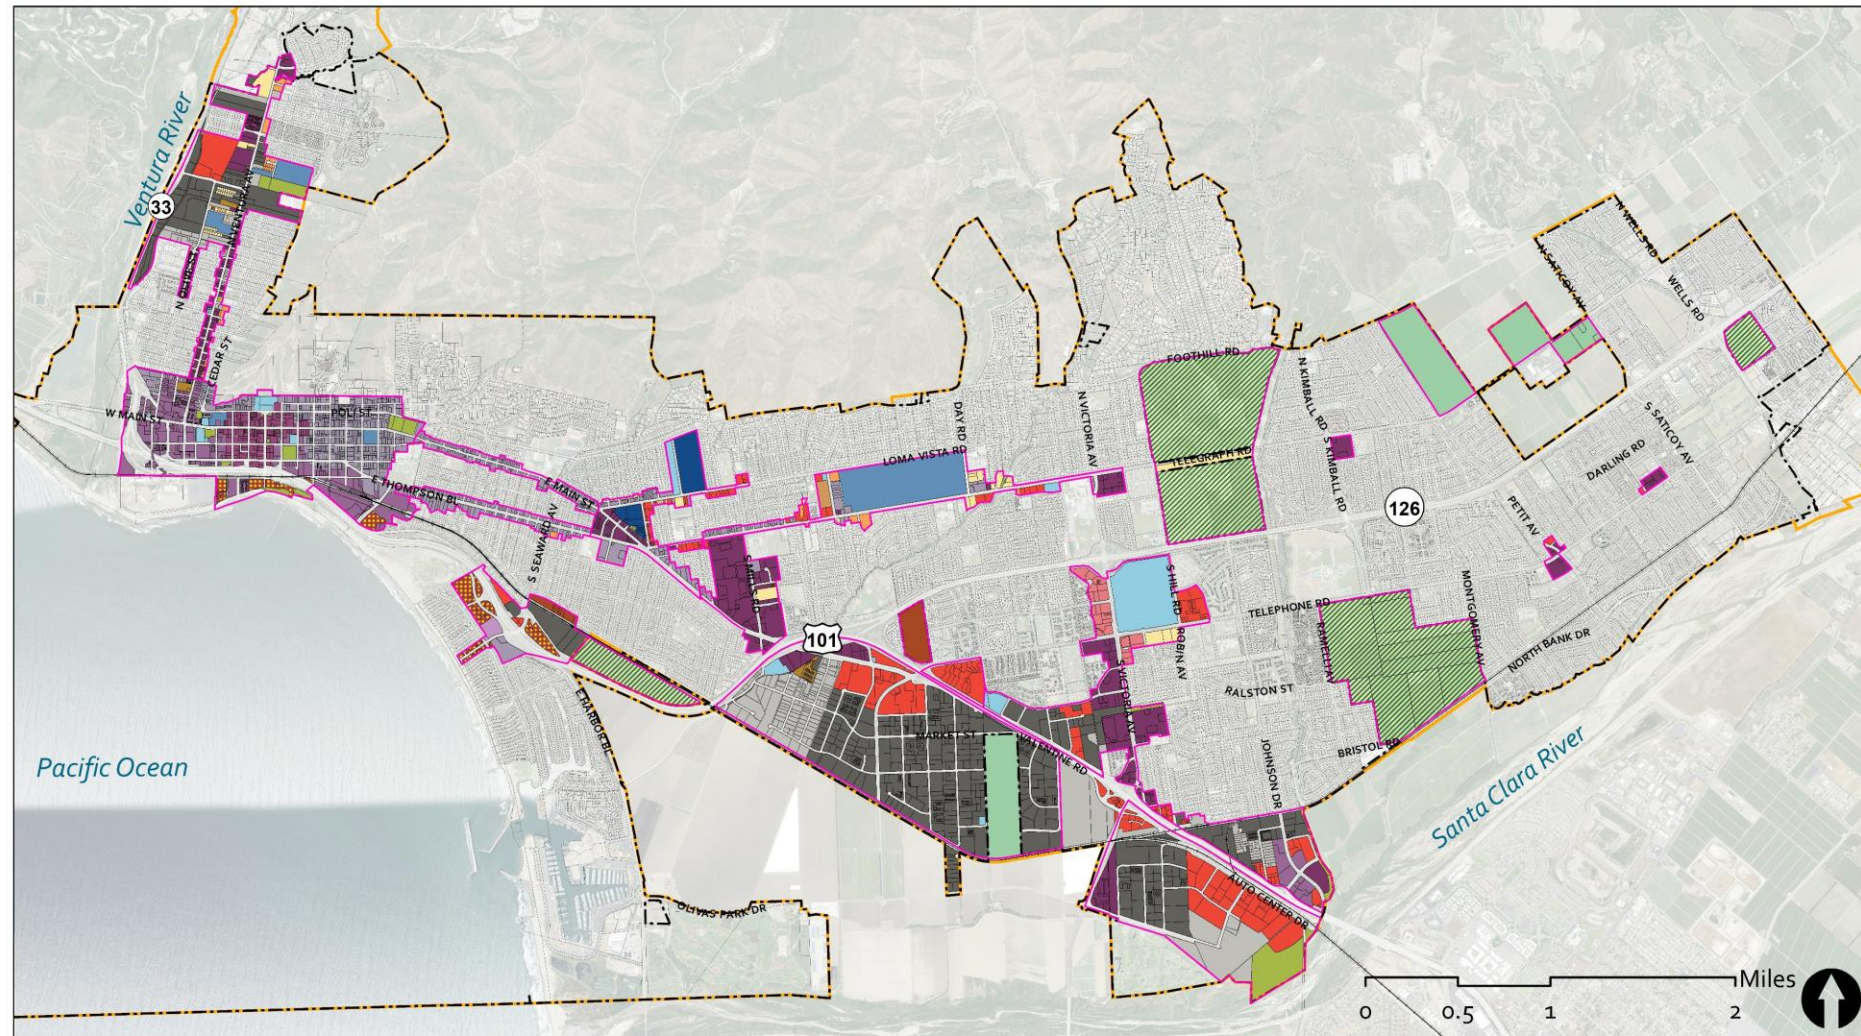 Ventura River
33
N VENTURA AV
N OLIVE ST
CEDAR ST
W MAIN ST
POLI ST
E THOMPSON Bl
E MAIN ST
S SEAWARD AV
S MILLS RD
LOMA VISTA RD
DAY RD
N VICTORIA AV
FOOTHILL RD
TELEGRAPH RD
N KIMBALL RD
S KIMBALL RD
N SATICOY AV
N WELLS RD
WELLS RD
S SATICOY AV
DARLING RD
PETIT AV
126
101
S HILL RD
ROBIN AV
TELEPHONE RD
RAMELLI AV
MONTGOMERY AV
NORTH BANK DR
RALSTON ST
S VICTORIA AV
BRISTOL RD
JOHNSON DR
MARKET ST
VALENTINE RD
E HARBOR BL
OLIVAS PARK DR
AUTO CENTER DR
Pacific Ocean
Santa Clara River
Miles
0 0.5 1 2